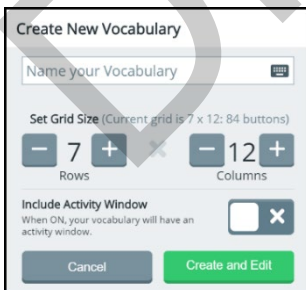 Create New Vocabulary
Name your Vocabulary
Set Grid Size (Current grid is 7 x 12: 84 buttons)
− 7 + × − 12 +
Rows Columns
Include Activity Window
When ON, your vocabulary will have an
activity window.
Cancel Create and Edit